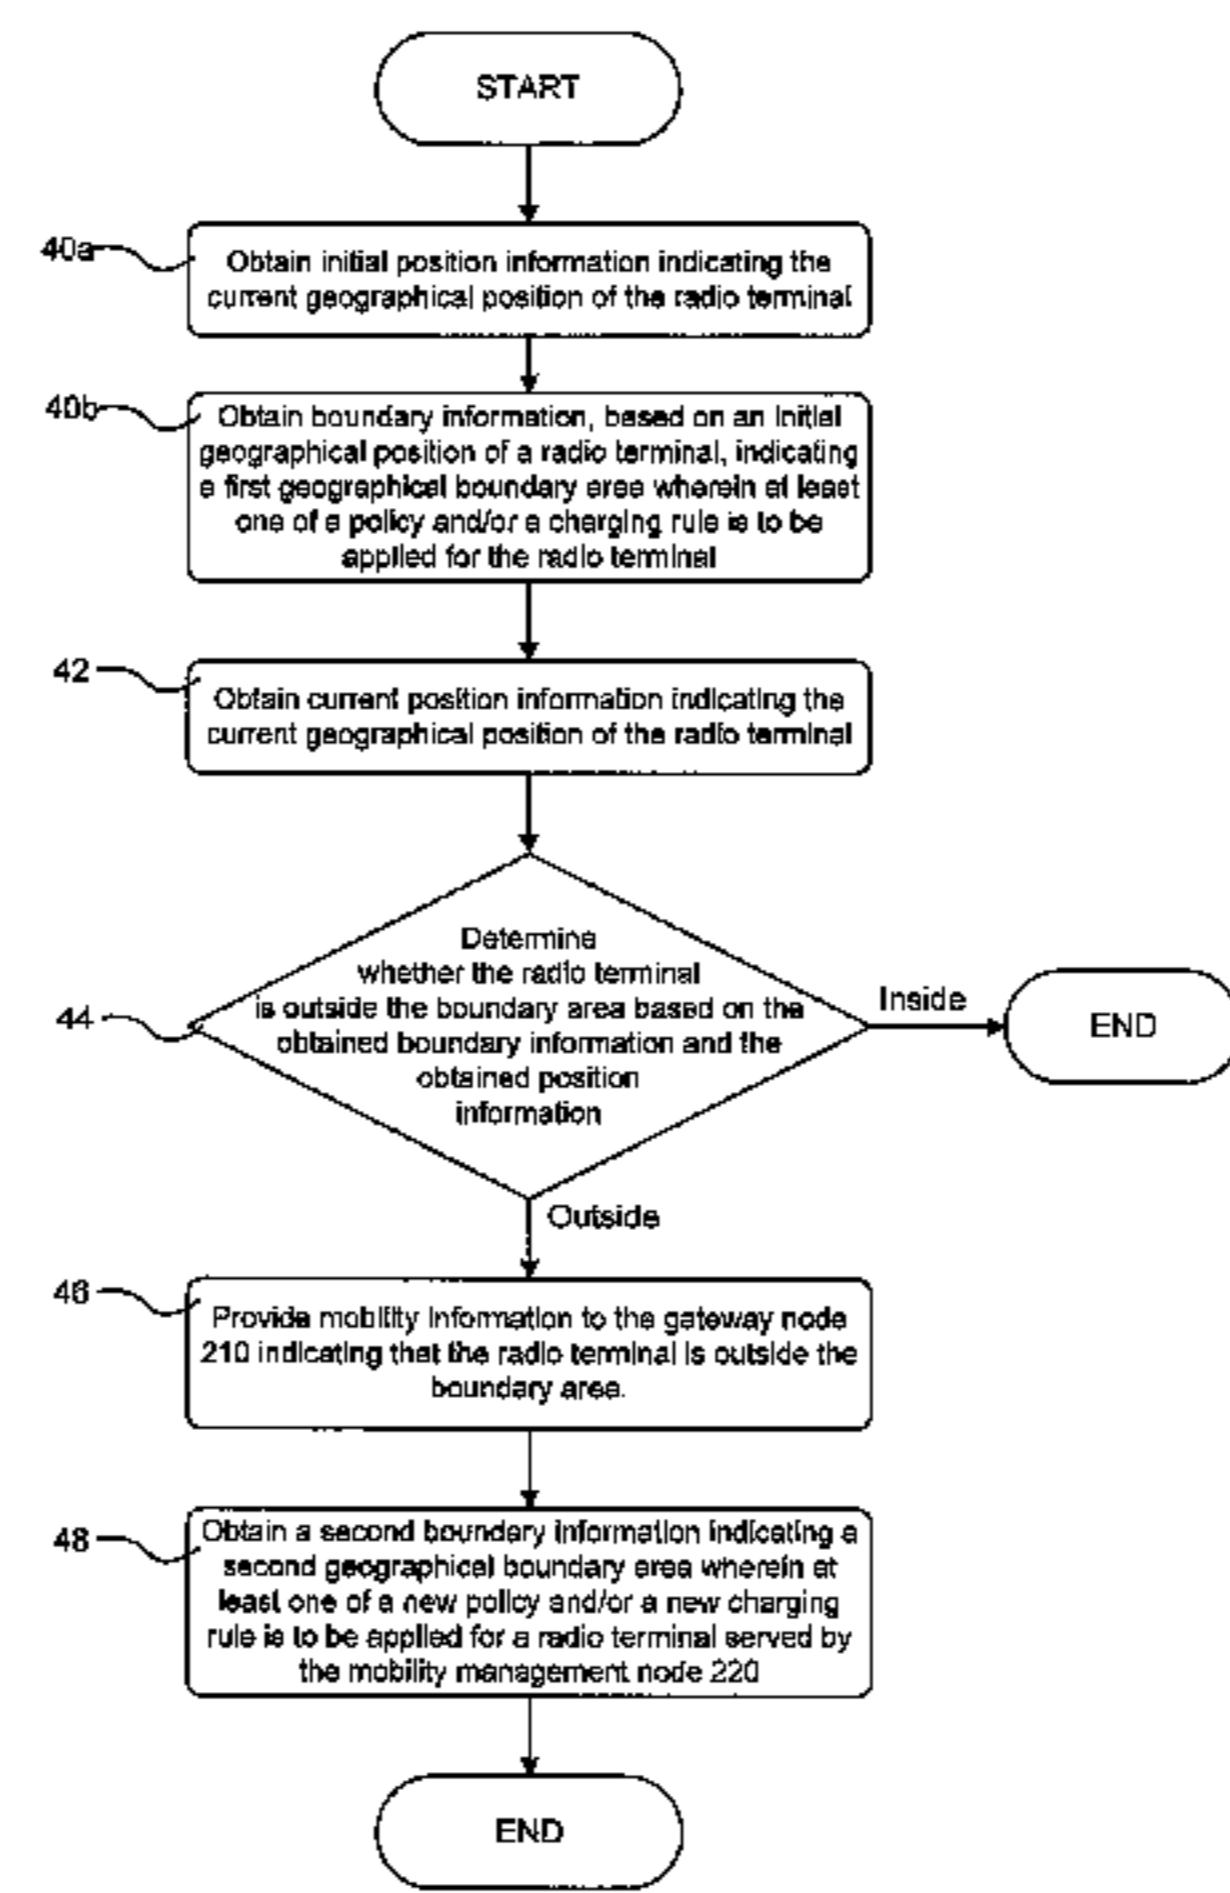 START
40a
Obtain initial position information indicating the
current geographical position of the radio terminal
40b
Obtain boundary information, based on an initial
geographical position of a radio terminal, indicating
a first geographical boundary area wherein at least
one of a policy and/or a charging rule is to be
applied for the radio terminal
42
Obtain current position information indicating the
current geographical position of the radio terminal
Determine
whether the radio terminal
is outside the boundary area based on the
obtained boundary information and the
obtained position
information
44
Inside
END
Outside
46
Provide mobility information to the gateway node
210 indicating that the radio terminal is outside the
boundary area.
48
Obtain a second boundary information indicating a
second geographical boundary area wherein at
least one of a new policy and/or a new charging
rule is to be applied for a radio terminal served by
the mobility management node 220
END